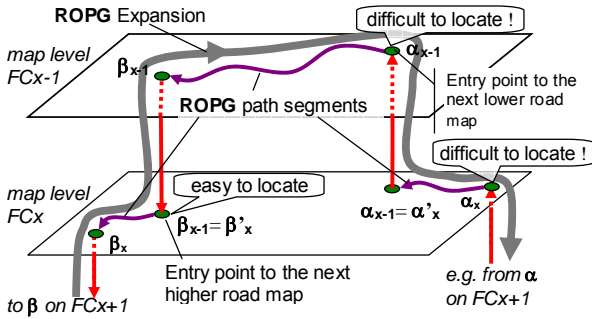 ROPG Expansion
difficult to locate !
map level
FCx-1
βx-1
αx-1
Entry point to the
next lower road
map
ROPG path segments
difficult to locate !
map level
FCx
easy to locate
βx
βx-1= β'x
αx-1= α'x
αx
Entry point to the next
higher road map
to β on FCx+1
e.g. from α
on FCx+1